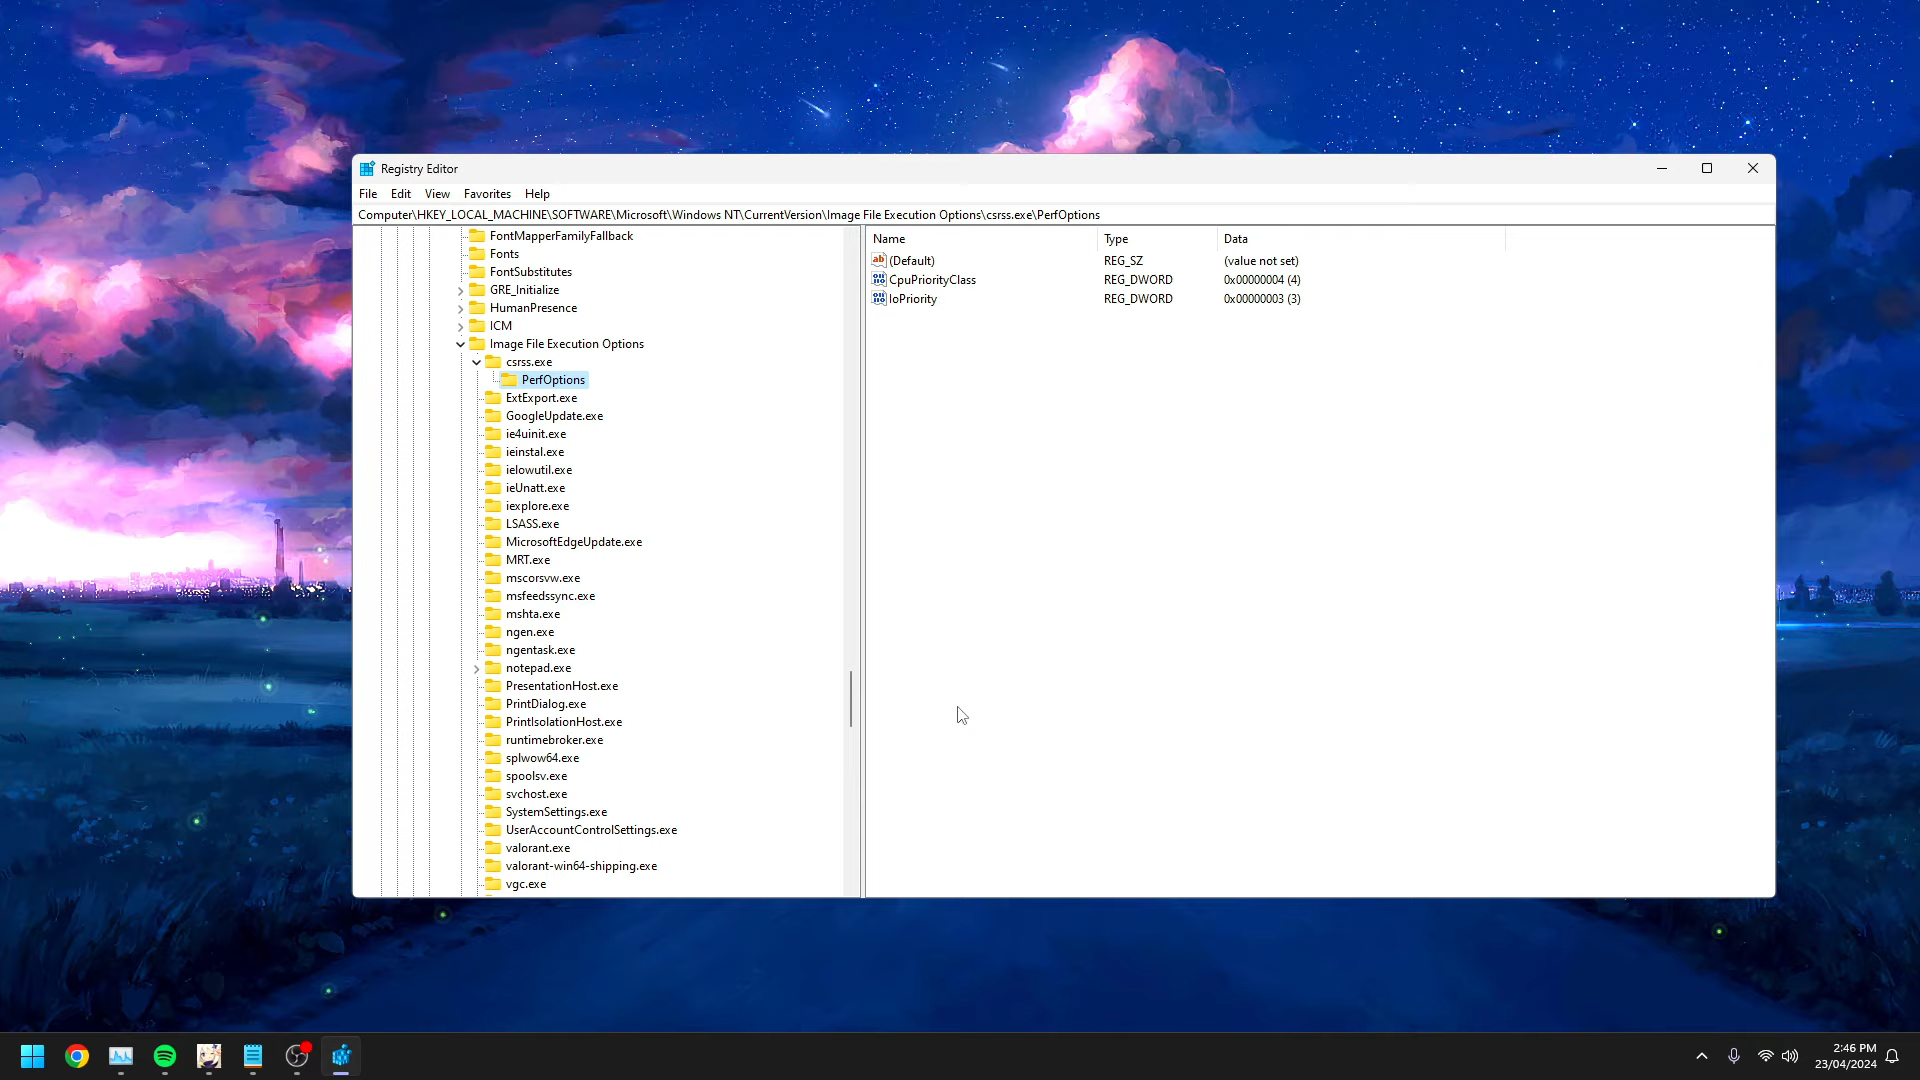 Registry Editor
File Edit View Favorites Help
Computer\HKEY_LOCAL_MACHINE\SOFTWARE\Microsoft\Windows NT\CurrentVersion\Image File Execution Options\csrss.exe\PerfOptions
FontMapperFamilyFallback
Fonts
FontSubstitutes
GRE_Initialize
HumanPresence
ICM
Image File Execution Options
csrss.exe
PerfOptions
ExtExport.exe
GoogleUpdate.exe
ie4uinit.exe
ieinstal.exe
ielowutil.exe
ieUnatt.exe
iexplore.exe
LSASS.exe
MicrosoftEdgeUpdate.exe
MRT.exe
mscorsvw.exe
msfeedssync.exe
mshta.exe
ngen.exe
ngentask.exe
notepad.exe
PresentationHost.exe
PrintDialog.exe
PrintIsolationHost.exe
runtimebroker.exe
splwow64.exe
spoolsv.exe
svchost.exe
SystemSettings.exe
UserAccountControlSettings.exe
valorant.exe
valorant-win64-shipping.exe
vgc.exe
Name Type Data
(Default) REG_SZ (value not set)
CpuPriorityClass REG_DWORD 0x00000004 (4)
IoPriority REG_DWORD 0x00000003 (3)
2:46 PM
23/04/2024